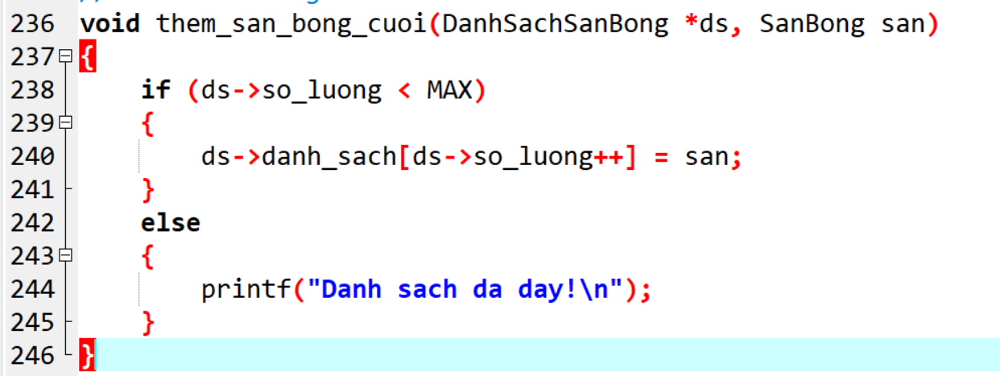 236 void them_san_bong_cuoi(DanhSachSanBong *ds, SanBong san)
237 {
238     if (ds->so_luong < MAX)
239     {
240         ds->danh_sach[ds->so_luong++] = san;
241     }
242     else
243     {
244         printf("Danh sach da day!\n");
245     }
246 }